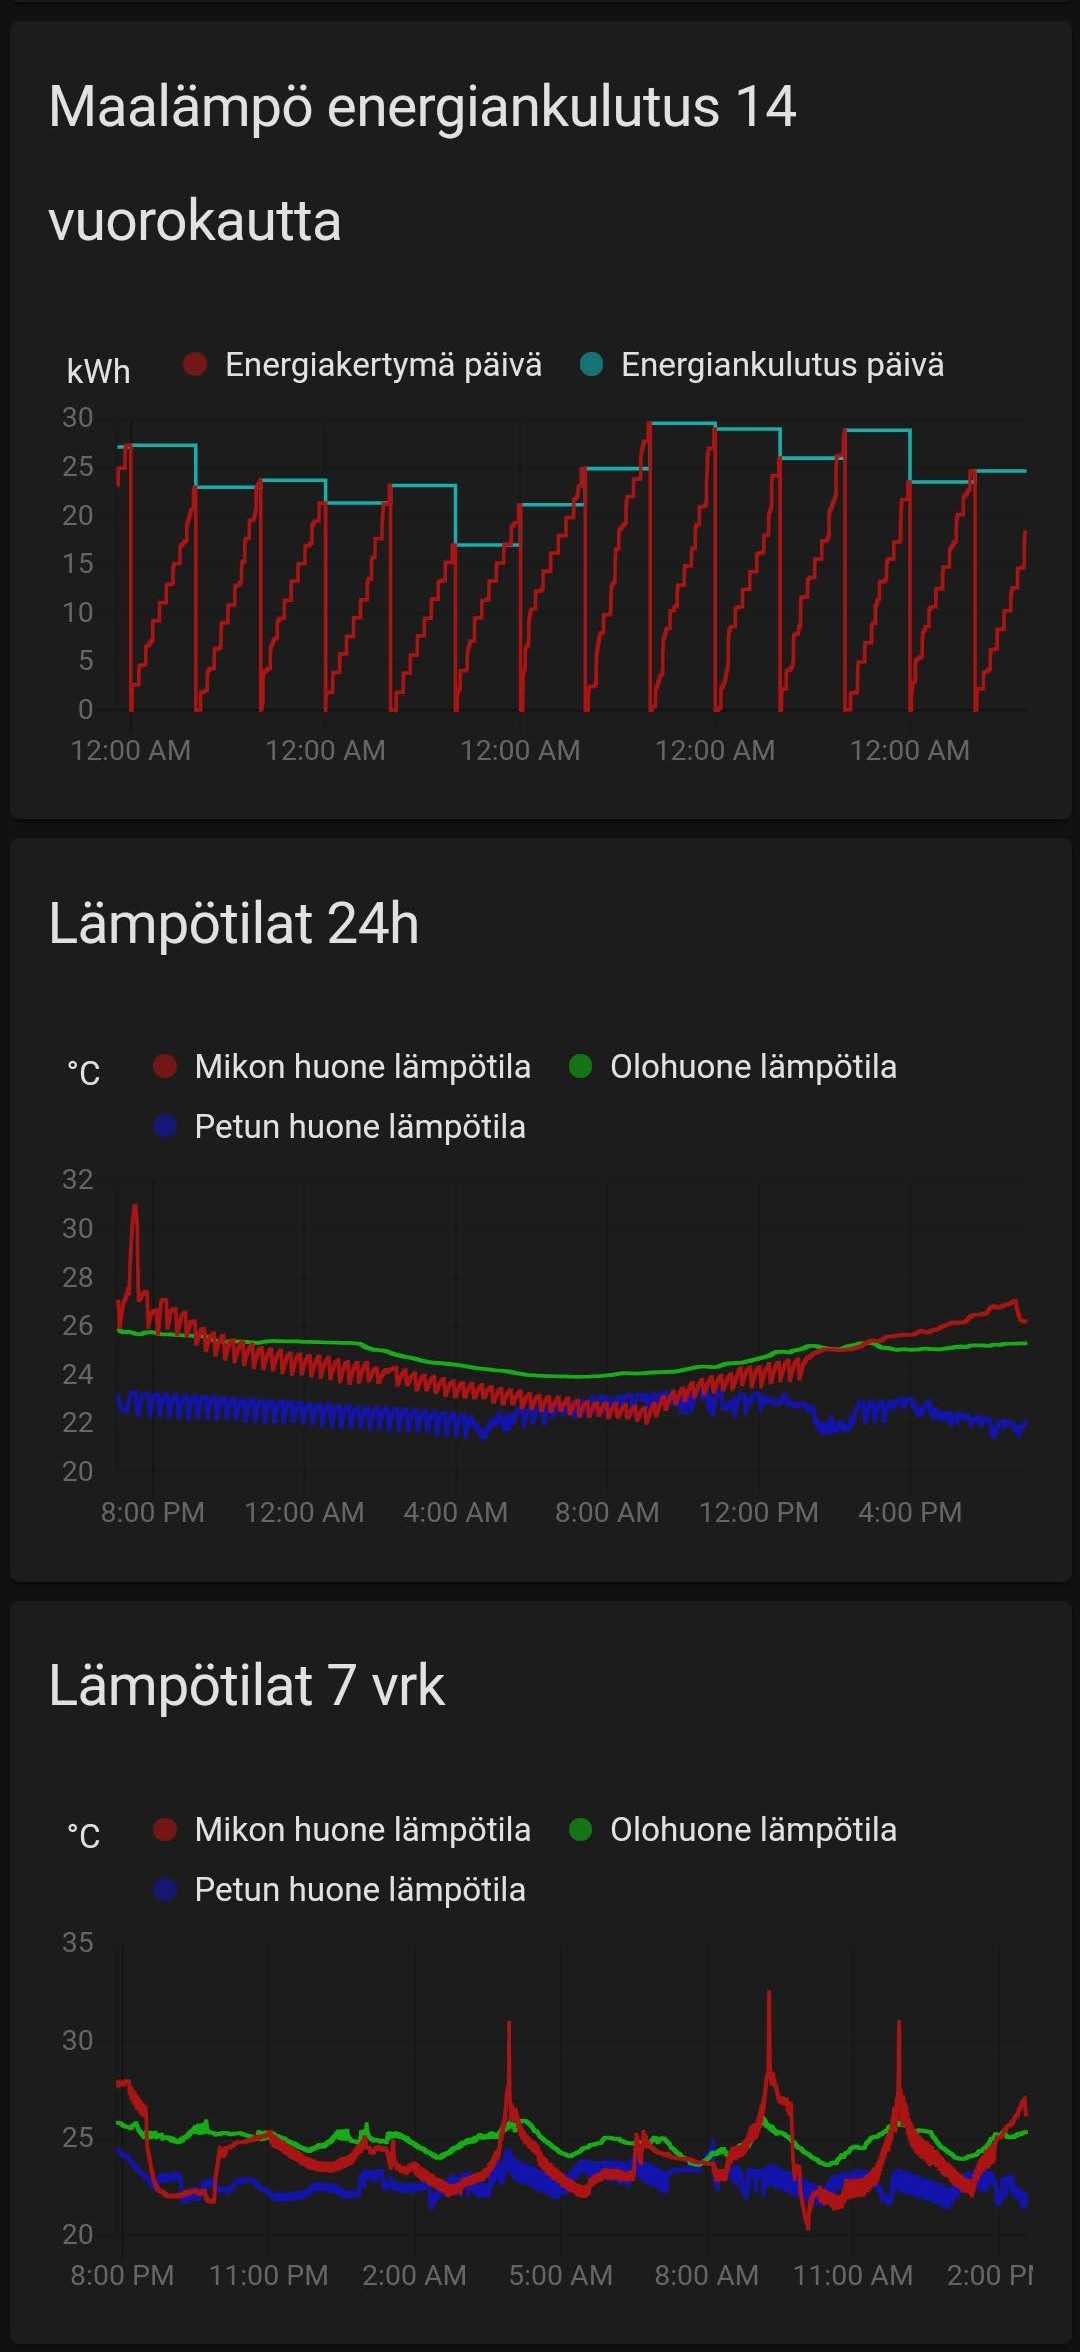 Maalämpö energiankulutus 14
vuorokautta
kWh Energiakertymä päivä Energiankulutus päivä
30
25
20
15
10
5
0
12:00 AM 12:00 AM 12:00 AM 12:00 AM 12:00 AM
Lämpötilat 24h
°C Mikon huone lämpötila Olohuone lämpötila
Petun huone lämpötila
32
30
28
26
24
22
20
8:00 PM 12:00 AM 4:00 AM 8:00 AM 12:00 PM 4:00 PM
Lämpötilat 7 vrk
°C Mikon huone lämpötila Olohuone lämpötila
Petun huone lämpötila
35
30
25
20
8:00 PM 11:00 PM 2:00 AM 5:00 AM 8:00 AM 11:00 AM 2:00 P